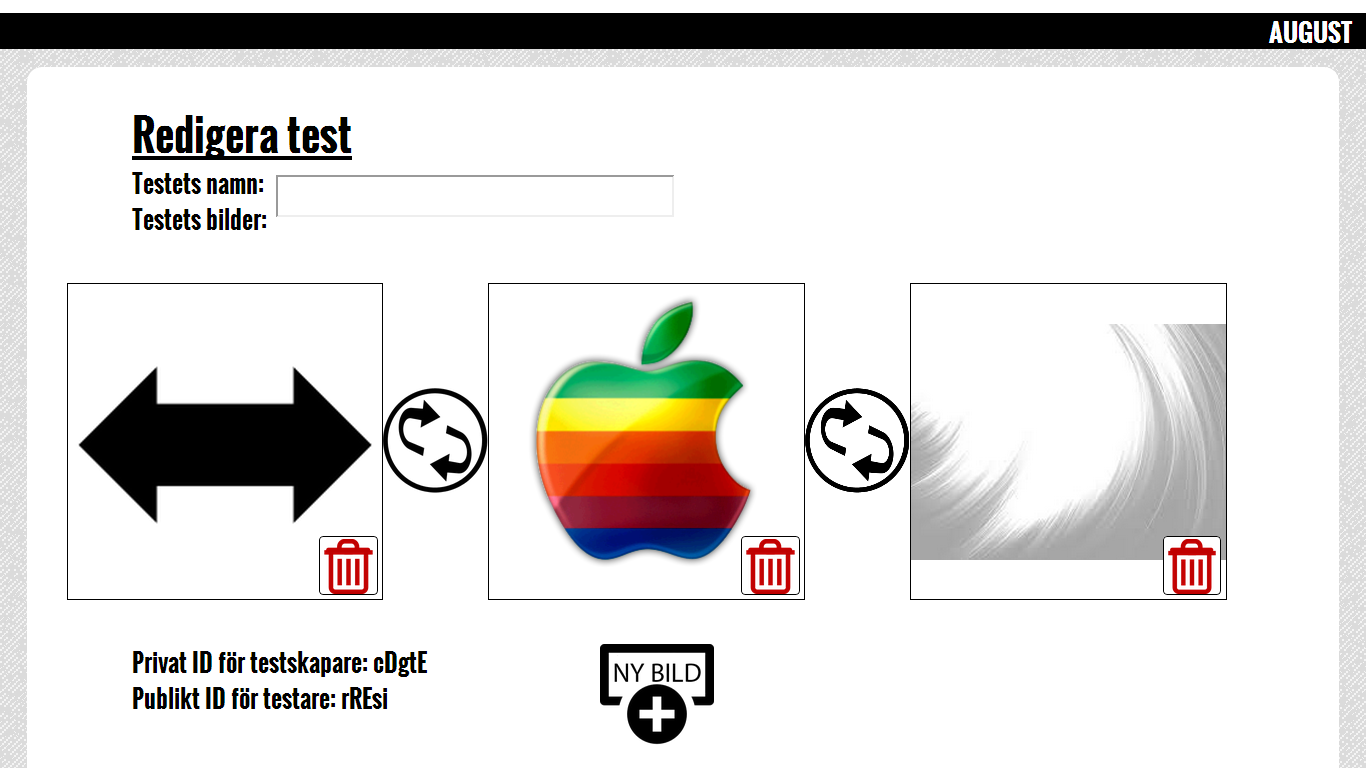 AUGUST
Redigera test
Testets namn:
Testets bilder:
Privat ID för testskapare: cDgtE
Publikt ID för testare: rREsi
NY BILD